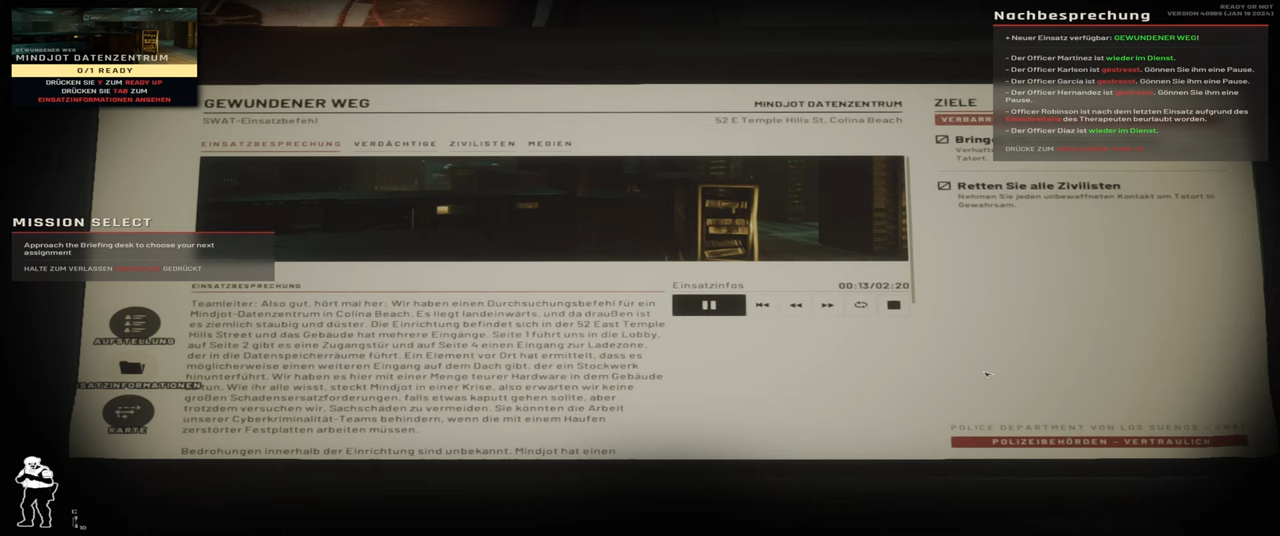 READY OR NOT
VERSION 40966 (JAN 19 2024)
GEWUNDENER WEG
MINDJOT DATENZENTRUM
0/1 READY
DRÜCKEN SIE Y ZUM READY UP
DRÜCKEN SIE TAB ZUM
EINSATZINFORMATIONEN ANSEHEN
Nachbesprechung
+ Neuer Einsatz verfügbar: GEWUNDENER WEG!
- Der Officer Martinez ist wieder im Dienst.
- Der Officer Karlson ist gestresst. Gönnen Sie ihm eine Pause.
- Der Officer Garcia ist gestresst. Gönnen Sie ihm eine Pause.
- Der Officer Hernandez ist gestresst. Gönnen Sie ihm eine
Pause.
- Officer Robinson ist nach dem letzten Einsatz aufgrund des
des Therapeuten beurlaubt worden.
- Der Officer Diaz ist wieder im Dienst.
DRÜCKE ZUM
MISSION SELECT
Approach the Briefing desk to choose your next
assignment
HALTE ZUM VERLASSEN GEDRÜCKT
GEWUNDENER WEG
MINDJOT DATENZENTRUM
SWAT-Einsatzbefehl
52 E Temple Hills St. Colina Beach
EINSATZBESPRECHUNG VERDÄCHTIGE ZIVILISTEN MEDIEN
EINSATZBESPRECHUNG
Einsatzinfos 00:13/02:20
Teamleiter: Also gut, hört mal her: Wir haben einen Durchsuchungsbefehl für ein
Mindjot-Datenzentrum in Colina Beach. Es liegt landeinwärts, und da draußen ist
es ziemlich staubig und düster. Die Einrichtung befindet sich in der 52 East Temple
Hills Street und das Gebäude hat mehrere Eingänge. Seite 1 führt uns in die Lobby,
auf Seite 2 gibt es eine Zugangstür und auf Seite 4 einen Eingang zur Ladezone,
der in die Datenspeicherräume führt. Ein Element vor Ort hat ermittelt, dass es
möglicherweise einen weiteren Eingang auf dem Dach gibt, der ein Stockwerk
hinunterführt. Wir haben es hier mit einer Menge teurer Hardware in dem Gebäude
tun. Wie ihr alle wisst, steckt Mindjot in einer Krise, also erwarten wir keine
großen Schadensersatzforderungen, falls etwas kaputt gehen sollte, aber
trotzdem versuchen wir, Sachschäden zu vermeiden. Sie könnten die Arbeit
unserer Cyberkriminalität-Teams behindern, wenn die mit einem Haufen
zerstörter Festplatten arbeiten müssen.
Bedrohungen innerhalb der Einrichtung sind unbekannt. Mindjot hat einen
AUFSTELLUNG
SATZINFORMATIONEN
KARTE
ZIELE
VERBARR
Bring
Verhaft
Tatort.
Retten Sie alle Zivilisten
Nehmen Sie jeden unbewaffneten Kontakt am Tatort in
Gewahrsam.
POLICE DEPARTMENT VON LOS SUENOS - SWAT
POLIZEIBEHÖRDEN - VERTRAULICH
C
10